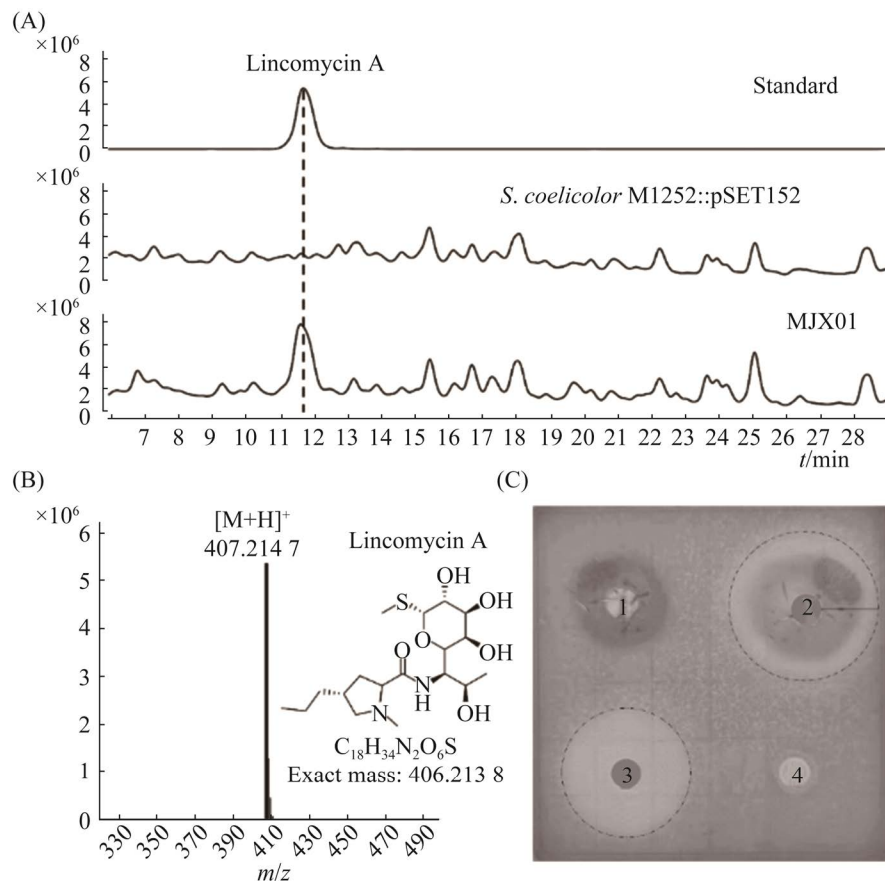 (A)
×10⁶
8
6
4
2
0
Lincomycin A
Standard
×10⁶
8
6
4
2
0
S. coelicolor M1252::pSET152
×10⁶
8
6
4
2
0
MJX01
7 8 9 10 11 12 13 14 15 16 17 18 19 20 21 22 23 24 25 26 27 28
t/min
(B)
×10⁶
6
5
4
3
2
1
0
[M+H]⁺
407.214 7
Lincomycin A
OH
S
OH
O
OH
O
N
H
OH
N
C₁₈H₃₄N₂O₆S
Exact mass: 406.213 8
330 350 370 390 410 430 450 470 490
m/z
(C)
1
2
3
4